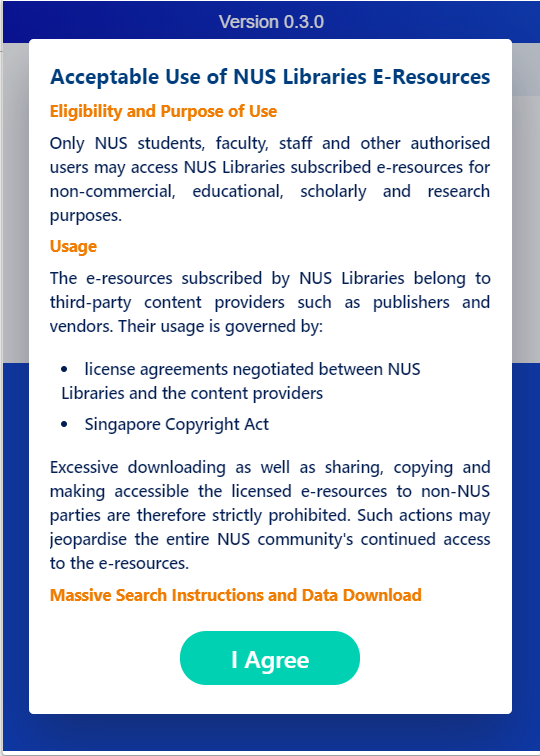 Version 0.3.0
Acceptable Use of NUS Libraries E-Resources
Eligibility and Purpose of Use
Only NUS students, faculty, staff and other authorised
users may access NUS Libraries subscribed e-resources for
non-commercial, educational, scholarly and research
purposes.
Usage
The e-resources subscribed by NUS Libraries belong to
third-party content providers such as publishers and
vendors. Their usage is governed by:
• license agreements negotiated between NUS
Libraries and the content providers
• Singapore Copyright Act
Excessive downloading as well as sharing, copying and
making accessible the licensed e-resources to non-NUS
parties are therefore strictly prohibited. Such actions may
jeopardise the entire NUS community's continued access
to the e-resources.
Massive Search Instructions and Data Download
I Agree